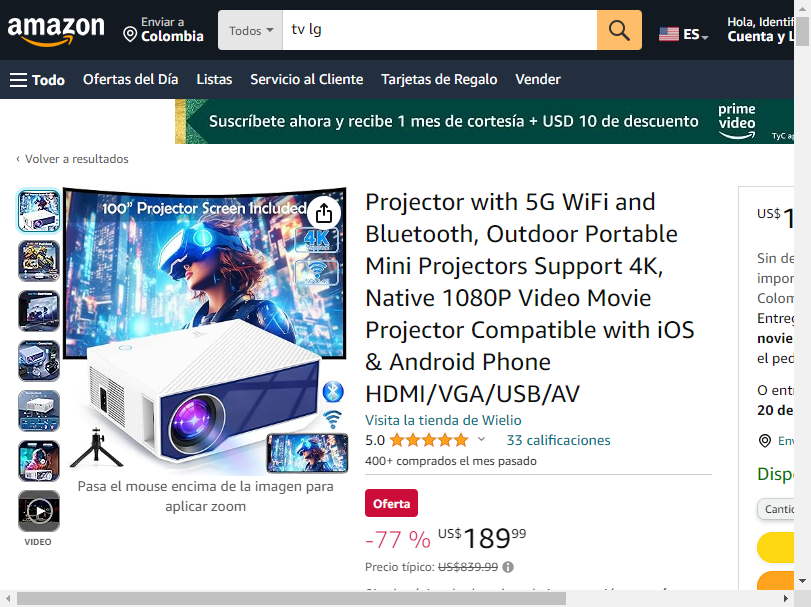 amazon
Enviar a
Colombia
Todos
tv lg
ES
Hola, Identif
Cuenta y L
Todo
Ofertas del Día
Listas
Servicio al Cliente
Tarjetas de Regalo
Vender
Suscríbete ahora y recibe 1 mes de cortesía + USD 10 de descuento
prime
video
TyC ap
‹ Volver a resultados
100” Projector Screen Included
4K
Projector with 5G WiFi and
Bluetooth, Outdoor Portable
Mini Projectors Support 4K,
Native 1080P Video Movie
Projector Compatible with iOS
& Android Phone
HDMI/VGA/USB/AV
Visita la tienda de Wielio
5.0
33 calificaciones
400+ comprados el mes pasado
Pasa el mouse encima de la imagen para
aplicar zoom
VIDEO
Oferta
-77 % US$18999
Precio típico: US$839.99
US$1
Sin de
impor
Colom
Entreg
novie
el ped
O entr
20 de
Env
Dispo
Cantid